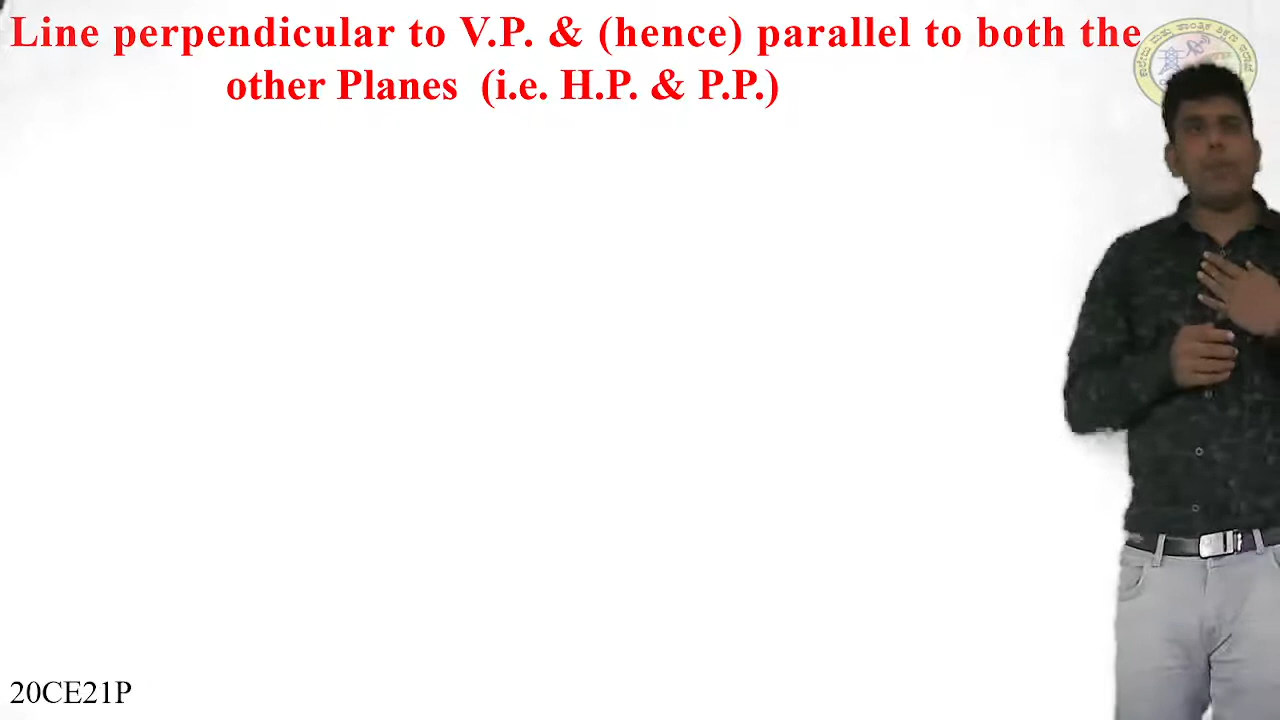 Line perpendicular to V.P. & (hence) parallel to both the
other Planes (i.e. H.P. & P.P.)
20CE21P